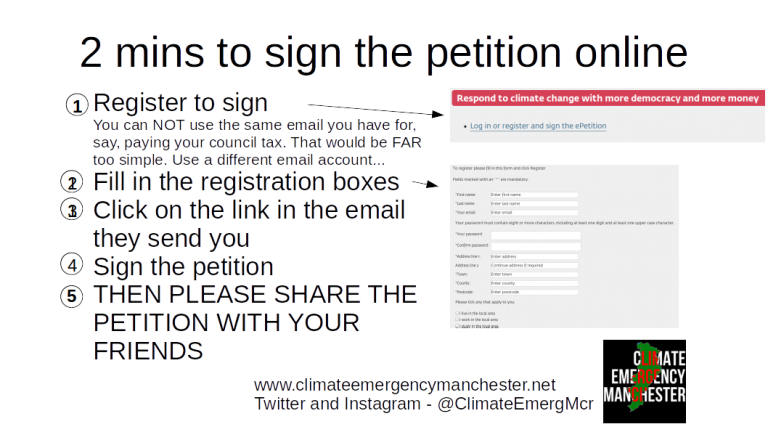 2 mins to sign the petition online
1 Register to sign
You can NOT use the same email you have for,
say, paying your council tax. That would be FAR
too simple. Use a different email account...
2 Fill in the registration boxes
3 Click on the link in the email
they send you
4 Sign the petition
5 THEN PLEASE SHARE THE
PETITION WITH YOUR
FRIENDS
Respond to climate change with more democracy and more money
• Log in or register and sign the ePetition
To register please fill in this form and click Register
Fields marked with an '*' are mandatory.
*First name: Enter first name
*Last name: Enter last name
*Your email: Enter email
Your password must contain eight or more characters, including at least one digit and at least one upper case character.
*Your password:
*Confirm password:
*Address line 1: Enter address
Address line 2: Continue address if required
*Town: Enter town
*County: Enter county
*Postcode: Enter postcode
Please tick any that apply to you:
I live in the local area
I work in the local area
I study in the local area
www.climateemergencymanchester.net
Twitter and Instagram - @ClimateEmergMcr
CLIMATE
EMERGENCY
MANCHESTER